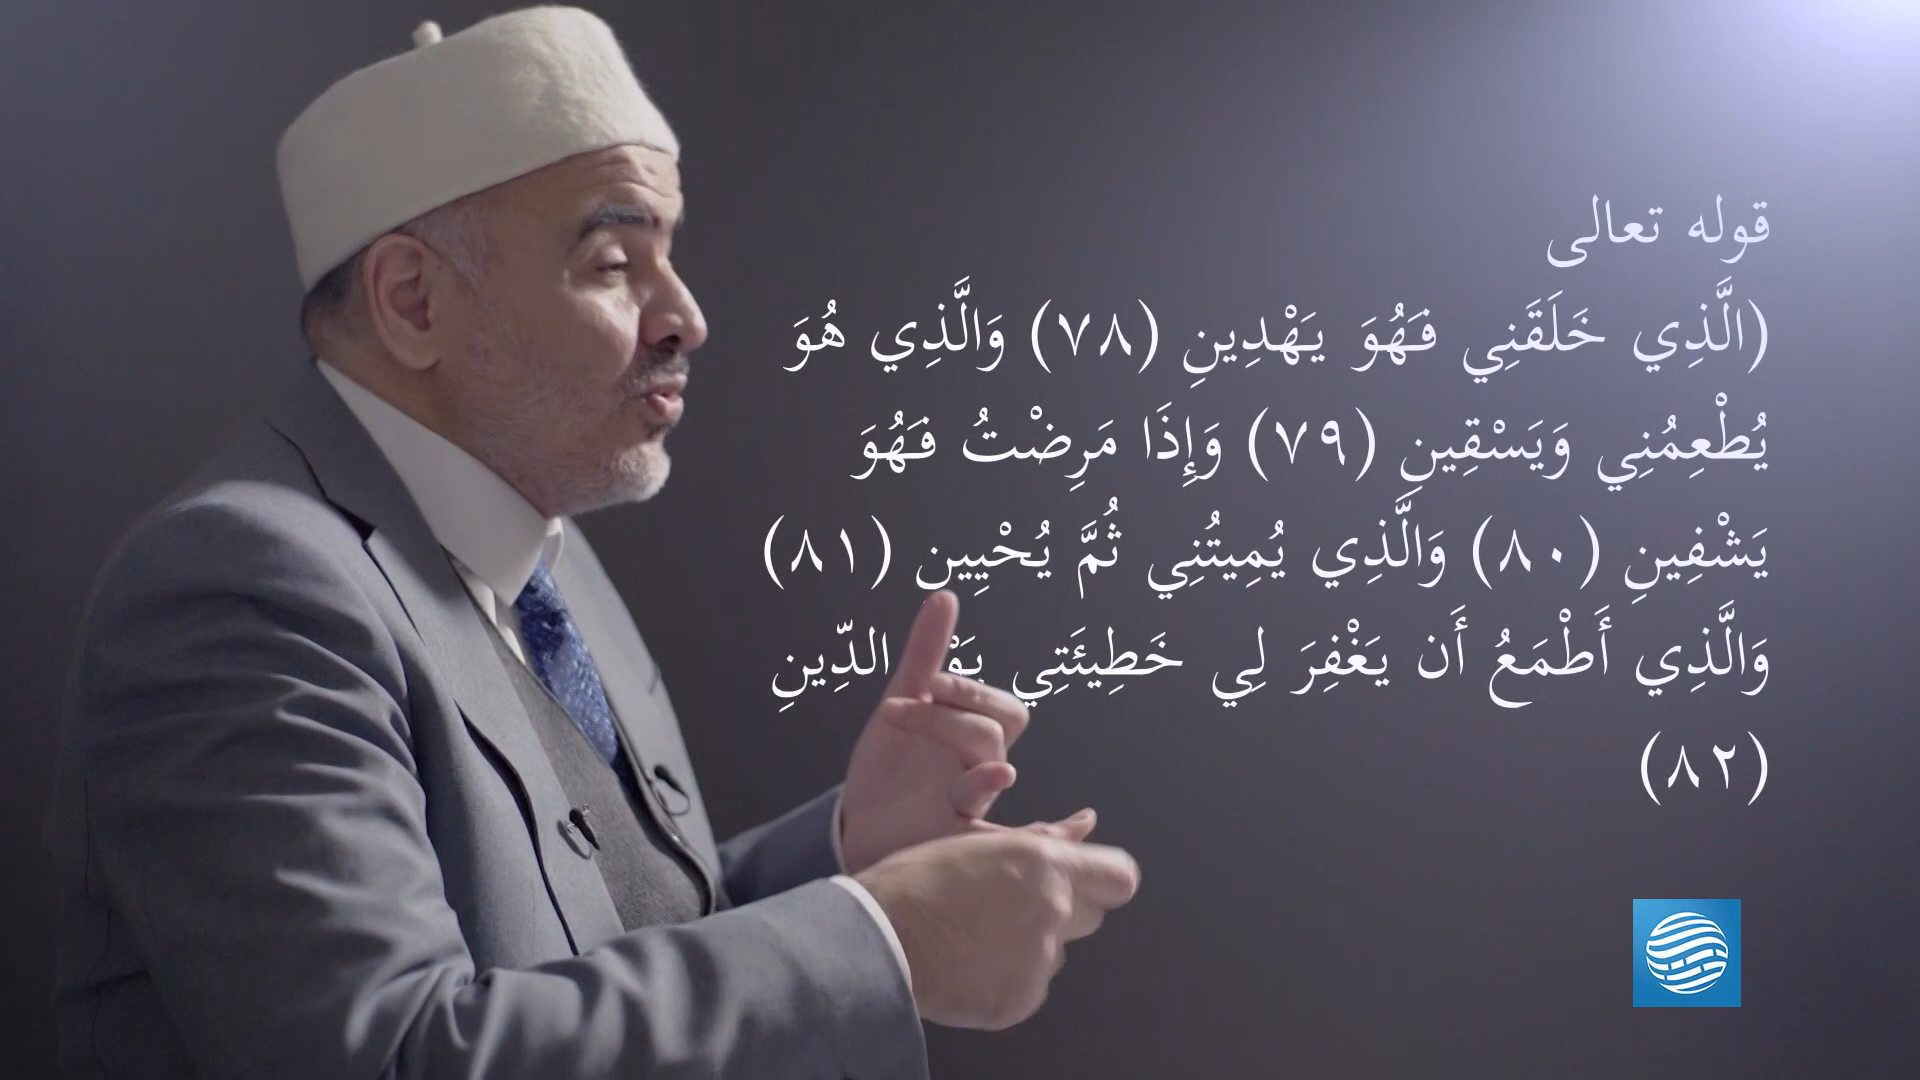 قوله تعالى
(الَّذِي خَلَقَنِي فَهُوَ يَهْدِينِ (٧٨) وَالَّذِي هُوَ
يُطْعِمُنِي وَيَسْقِينِ (٧٩) وَإِذَا مَرِضْتُ فَهُوَ
يَشْفِينِ (٨٠) وَالَّذِي يُمِيتُنِي ثُمَّ يُحْيِينِ (٨١)
وَالَّذِي أَطْمَعُ أَن يَغْفِرَ لِي خَطِيئَتِي الدِّينِ
(٨٢)